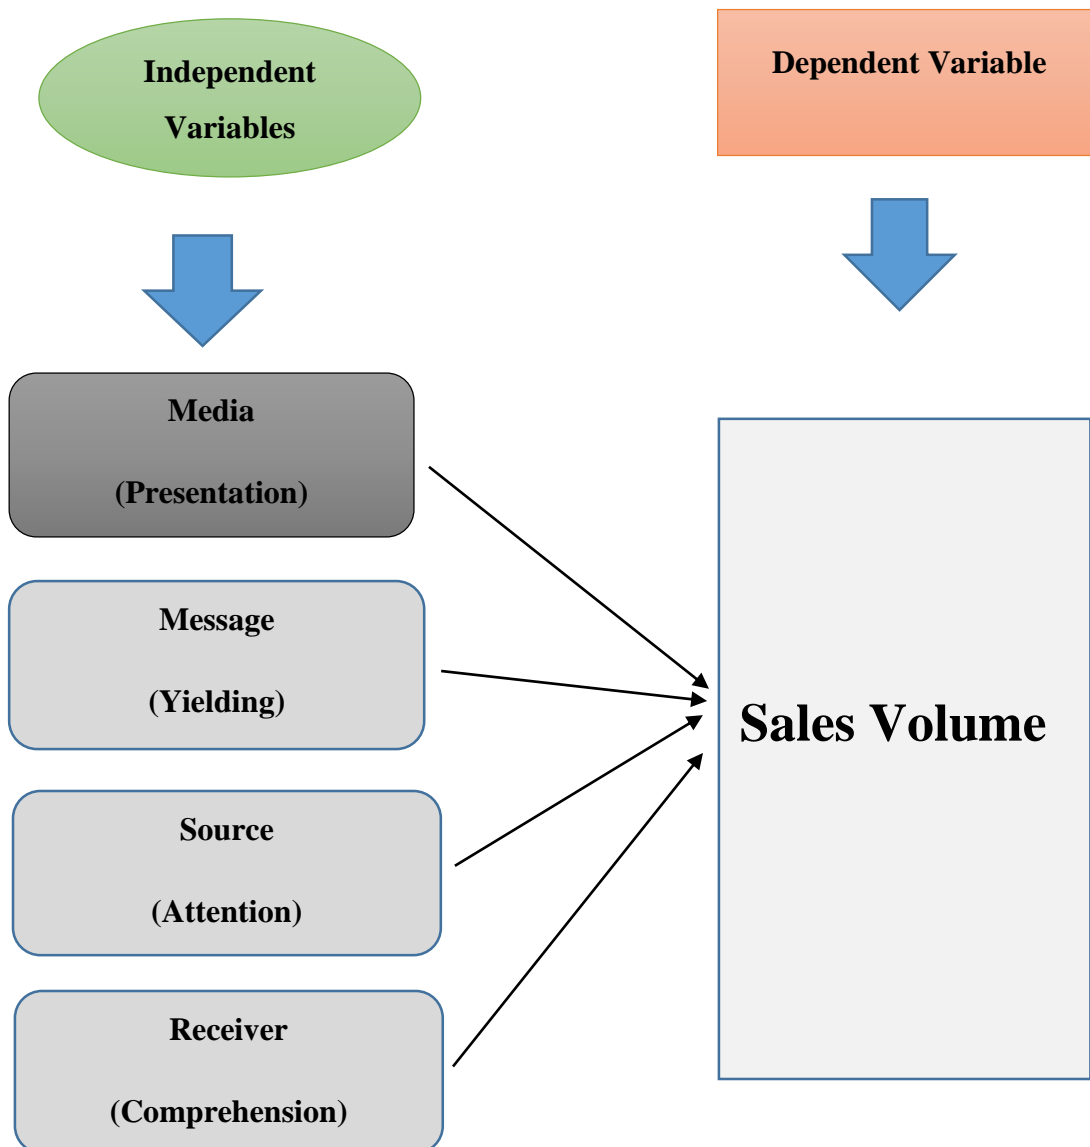 Independent
Variables
Dependent Variable
Media
(Presentation)
Message
(Yielding)
Source
(Attention)
Receiver
(Comprehension)
Sales Volume